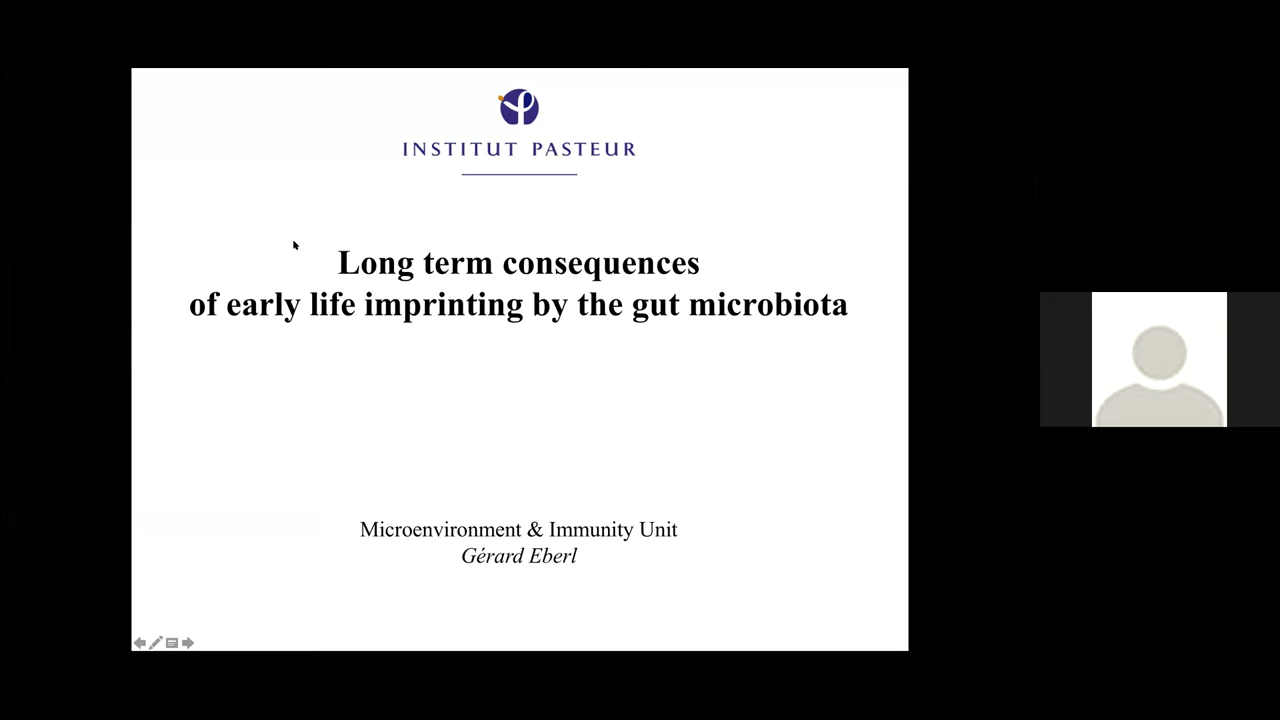 INSTITUT PASTEUR
Long term consequences
of early life imprinting by the gut microbiota
Microenvironment & Immunity Unit
Gérard Eberl